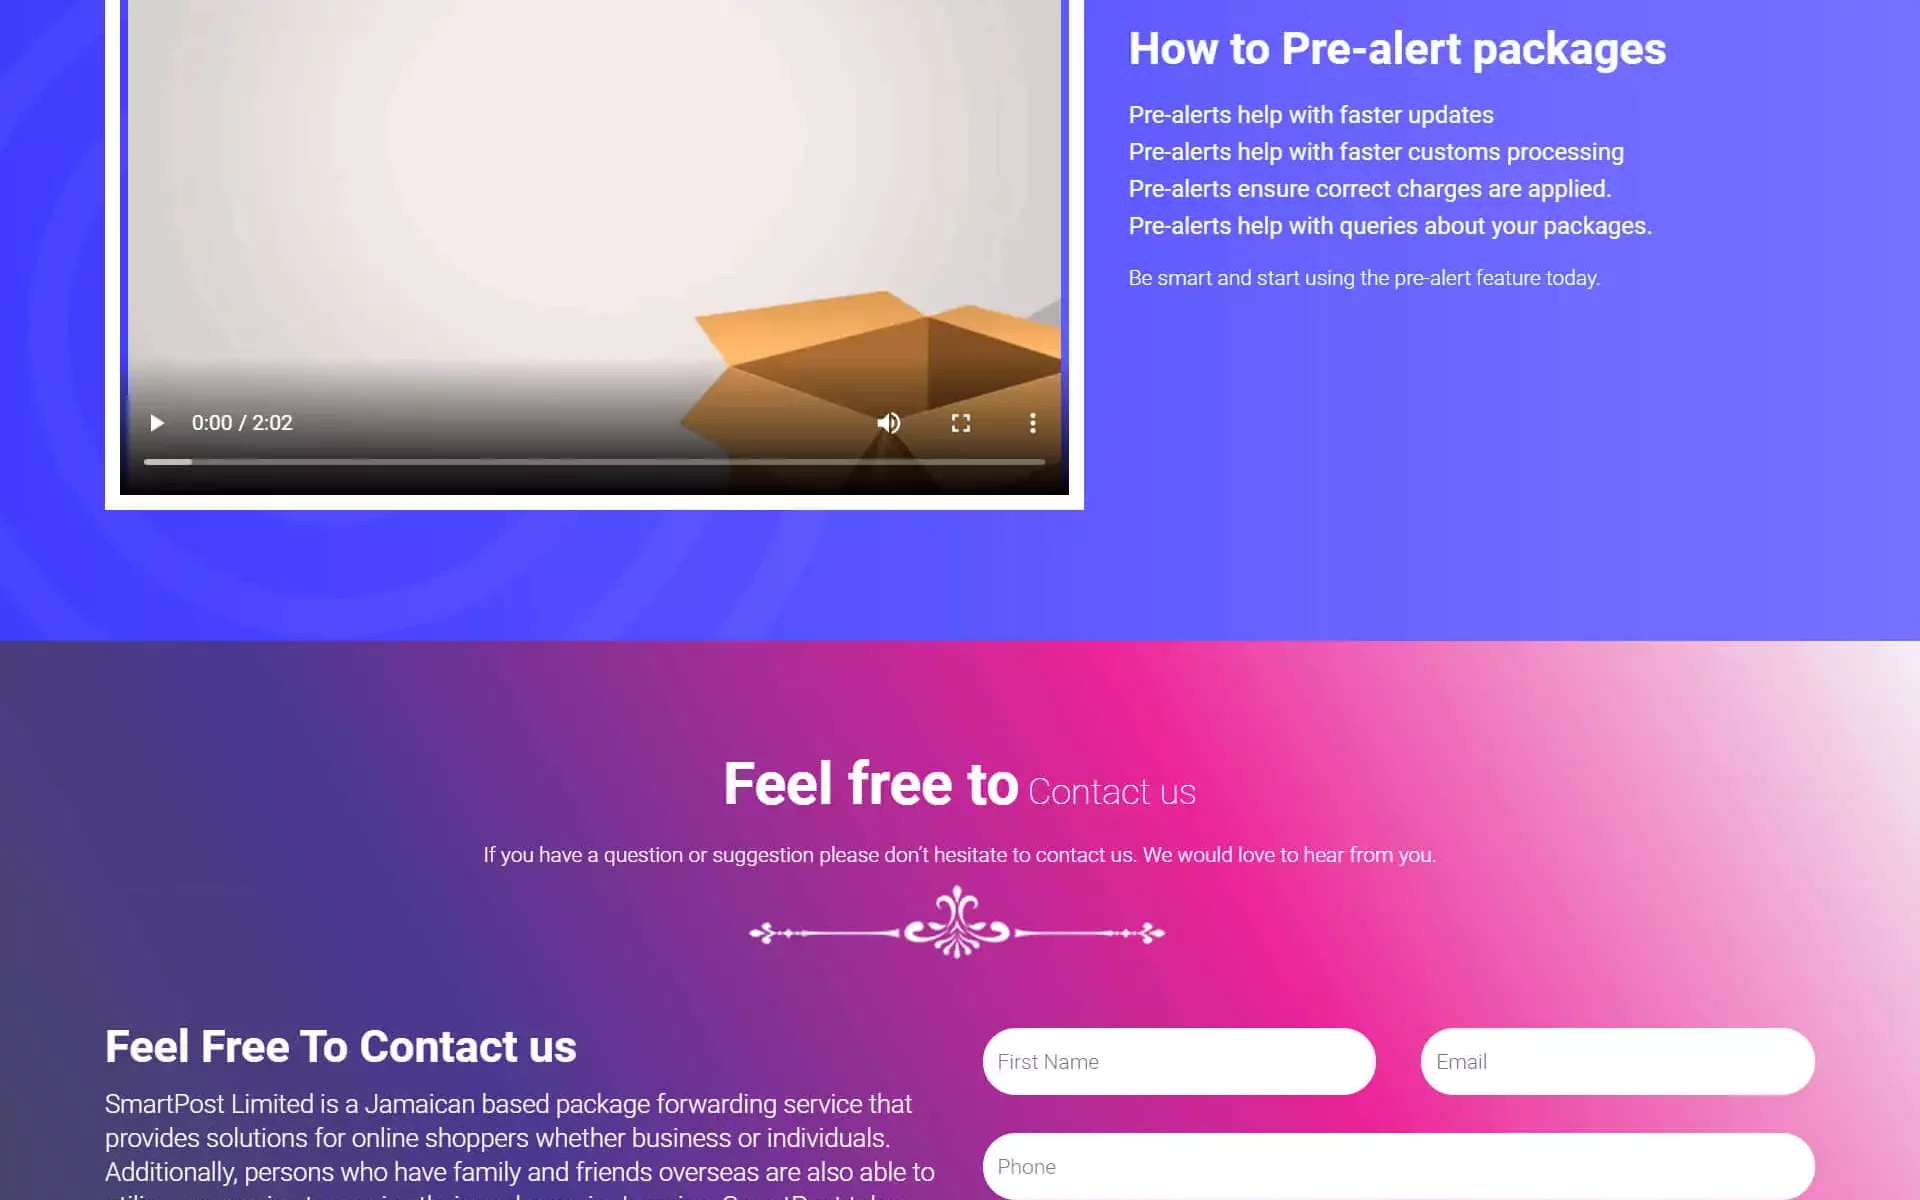 How to Pre-alert packages
Pre-alerts help with faster updates
Pre-alerts help with faster customs processing
Pre-alerts ensure correct charges are applied.
Pre-alerts help with queries about your packages.
Be smart and start using the pre-alert feature today.
0:00 / 2:02
Feel free to Contact us
If you have a question or suggestion please don’t hesitate to contact us. We would love to hear from you.
Feel Free To Contact us
SmartPost Limited is a Jamaican based package forwarding service that
provides solutions for online shoppers whether business or individuals.
Additionally, persons who have family and friends overseas are also able to
First Name
Email
Phone